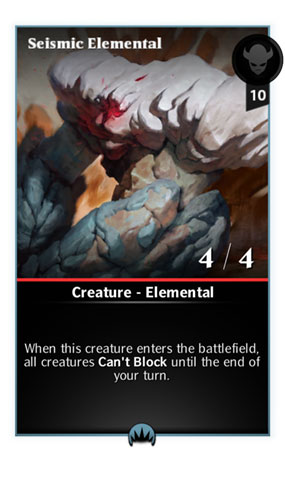 Seismic Elemental
10
4 / 4
Creature - Elemental
When this creature enters the battlefield,
all creatures Can't Block until the end of
your turn.